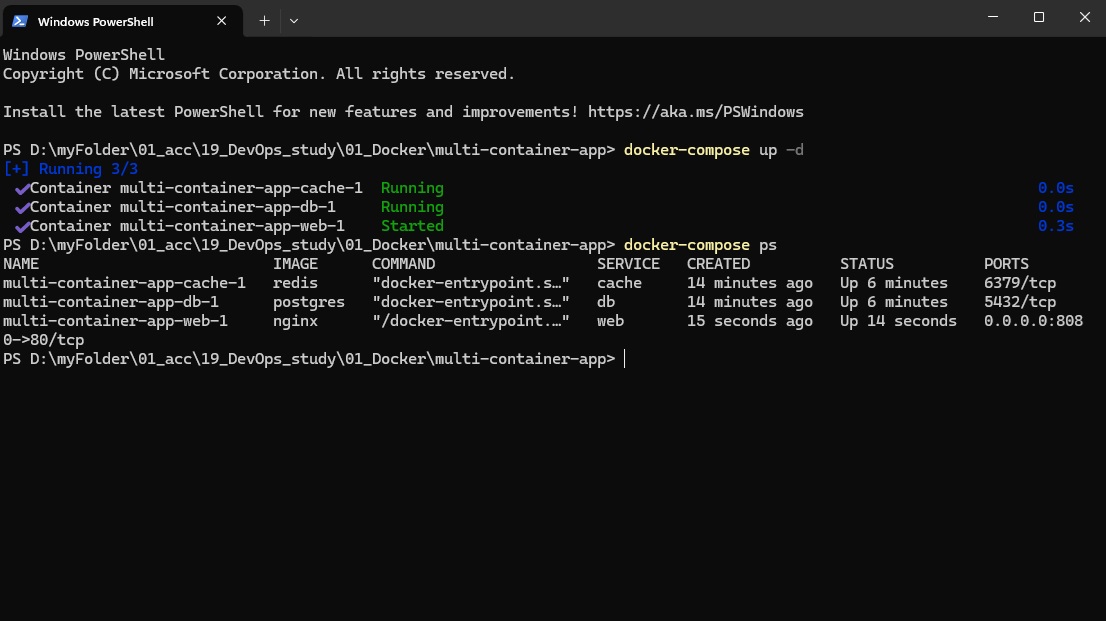 Windows PowerShell
Windows PowerShell
Copyright (C) Microsoft Corporation. All rights reserved.
Install the latest PowerShell for new features and improvements! https://aka.ms/PSWindows
PS D:\myFolder\01_acc\19_DevOps_study\01_Docker\multi-container-app> docker-compose up -d
[+] Running 3/3
✔Container multi-container-app-cache-1 Running 0.0s
✔Container multi-container-app-db-1 Running 0.0s
✔Container multi-container-app-web-1 Started 0.3s
PS D:\myFolder\01_acc\19_DevOps_study\01_Docker\multi-container-app> docker-compose ps
NAME IMAGE COMMAND SERVICE CREATED STATUS PORTS
multi-container-app-cache-1 redis "docker-entrypoint.s…" cache 14 minutes ago Up 6 minutes 6379/tcp
multi-container-app-db-1 postgres "docker-entrypoint.s…" db 14 minutes ago Up 6 minutes 5432/tcp
multi-container-app-web-1 nginx "/docker-entrypoint.…" web 15 seconds ago Up 14 seconds 0.0.0.0:808
0->80/tcp
PS D:\myFolder\01_acc\19_DevOps_study\01_Docker\multi-container-app>